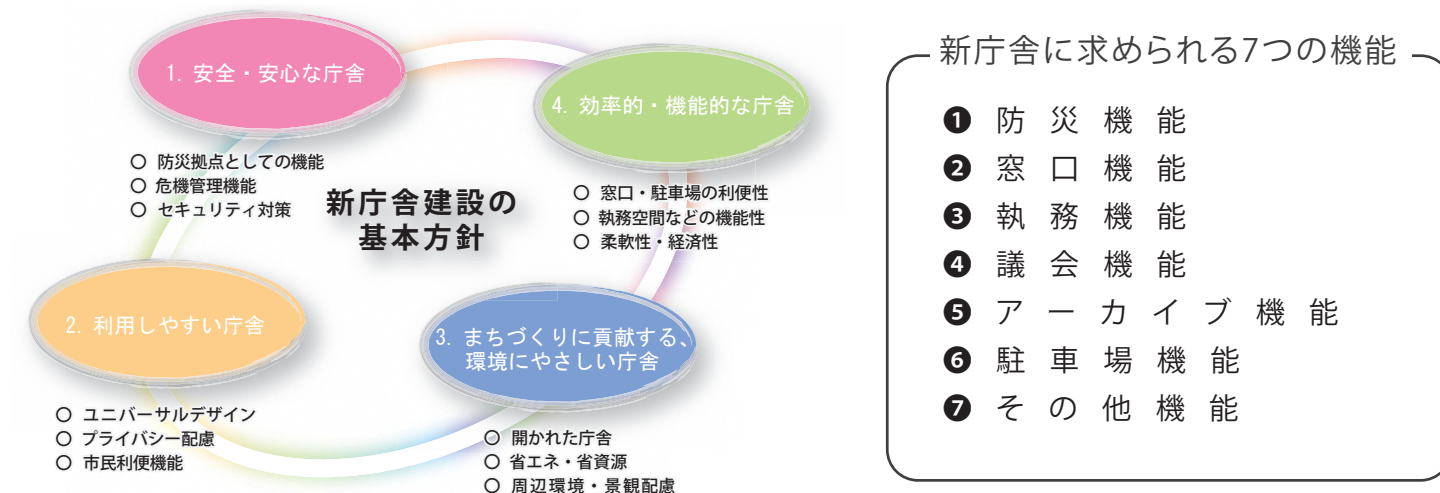 新庁舎建設の
基本方針
1. 安全・安心な庁舎
○ 防災拠点としての機能
○ 危機管理機能
○ セキュリティ対策
2. 利用しやすい庁舎
○ ユニバーサルデザイン
○ プライバシー配慮
○ 市民利便機能
3. まちづくりに貢献する、
環境にやさしい庁舎
○ 開かれた庁舎
○ 省エネ・省資源
○ 周辺環境・景観配慮
4. 効率的・機能的な庁舎
○ 窓口・駐車場の利便性
○ 執務空間などの機能性
○ 柔軟性・経済性
新庁舎に求められる7つの機能
❶ 防災機能
❷ 窓口機能
❸ 執務機能
❹ 議会機能
❺ アーカイブ機能
❻ 駐車場機能
❼ その他機能